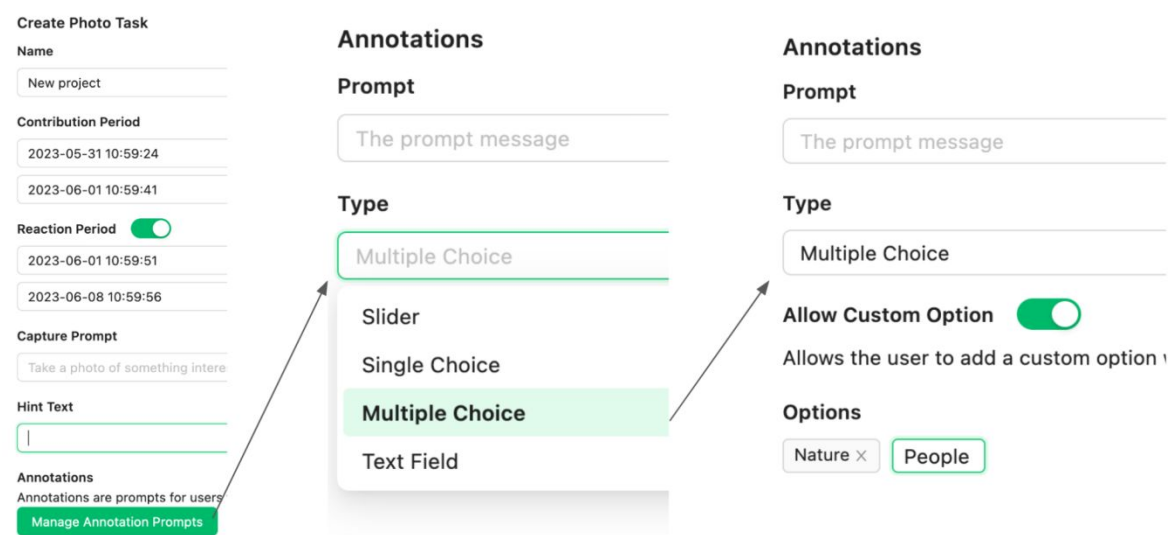 Create Photo Task
Name
New project
Contribution Period
2023-05-31 10:59:24
2023-06-01 10:59:41
Reaction Period
2023-06-01 10:59:51
2023-06-08 10:59:56
Capture Prompt
Take a photo of something intere
Hint Text
Annotations
Annotations are prompts for users
Manage Annotation Prompts
Annotations
Prompt
The prompt message
Type
Multiple Choice
Slider
Single Choice
Multiple Choice
Text Field
Annotations
Prompt
The prompt message
Type
Multiple Choice
Allow Custom Option
Allows the user to add a custom option
Options
Nature ×
People